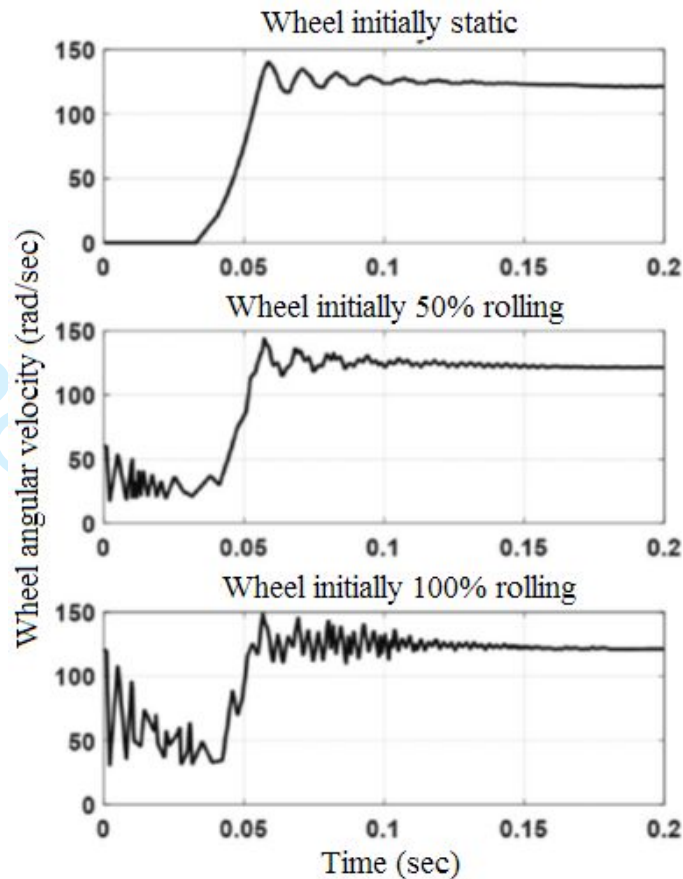 Wheel initially static
150
100
50
0
0 0.05 0.1 0.15 0.2
Wheel initially 50% rolling
150
100
50
0
0 0.05 0.1 0.15 0.2
Wheel initially 100% rolling
150
100
50
0
0 0.05 0.1 0.15 0.2
Time (sec)
Wheel angular velocity (rad/sec)